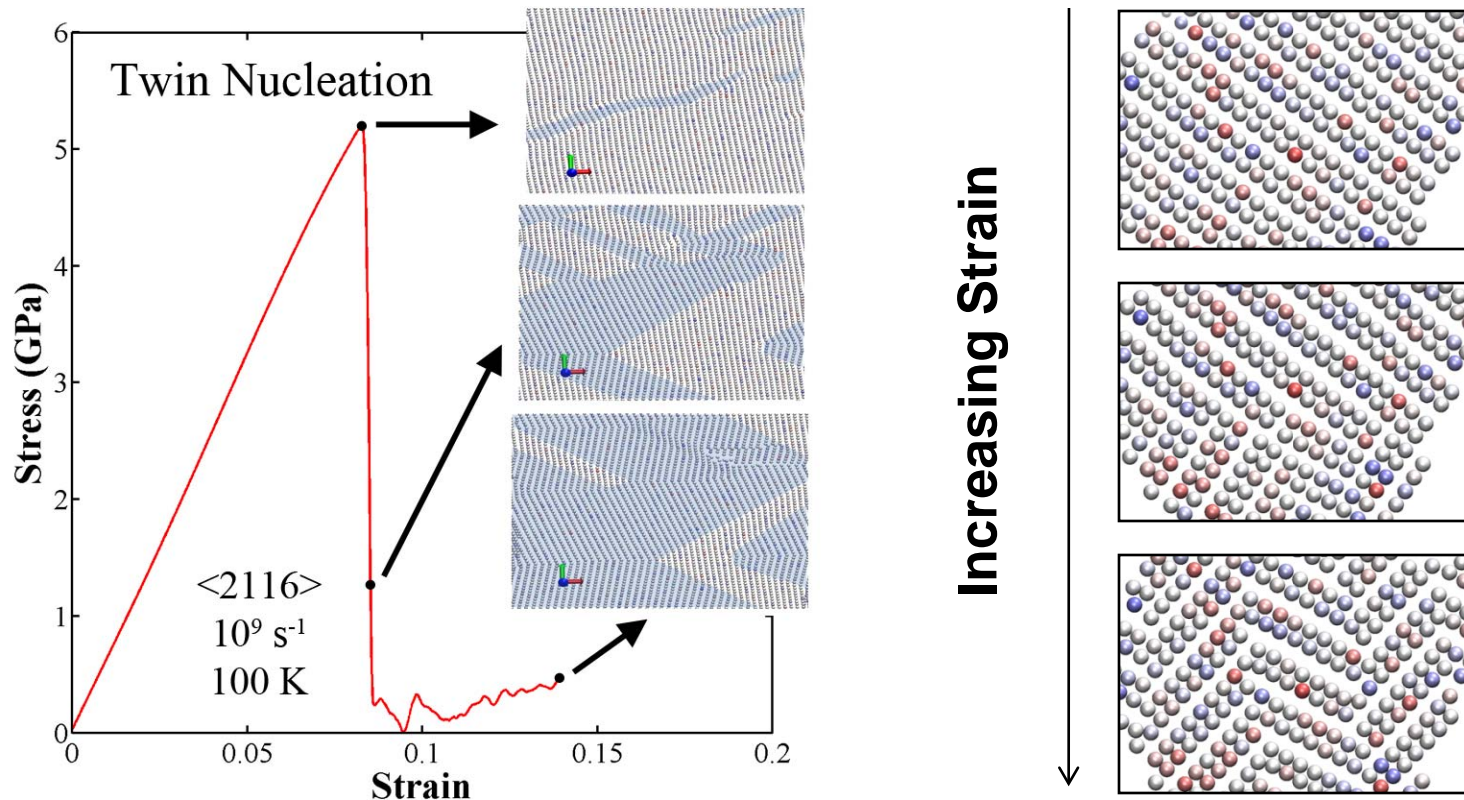 Twin Nucleation
<2116>
10⁹ s⁻¹
100 K
Stress (GPa)
6
5
4
3
2
1
0
0
0.05
0.1
0.15
0.2
Strain
Increasing Strain